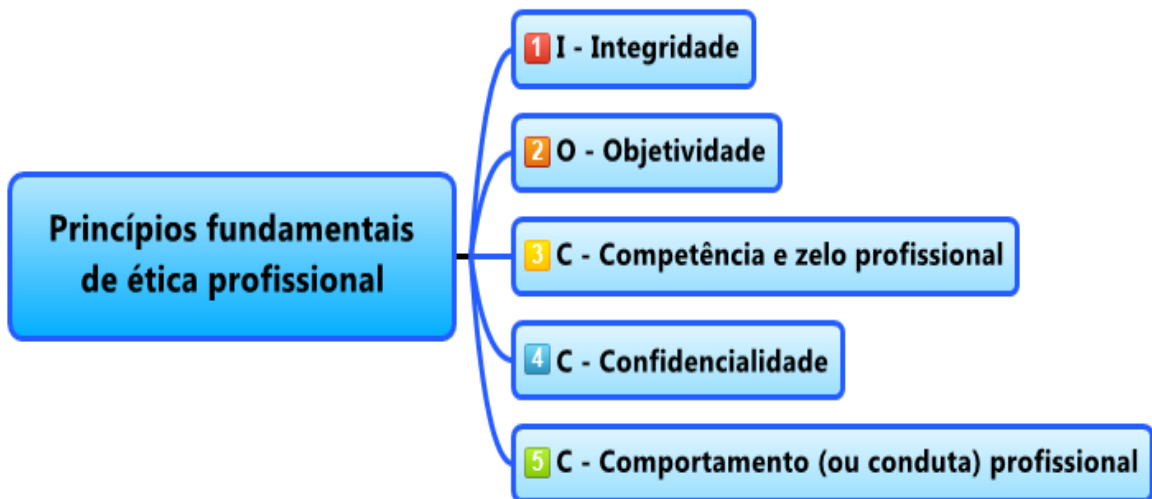 Princípios fundamentais
de ética profissional
1 I - Integridade
2 O - Objetividade
3 C - Competência e zelo profissional
4 C - Confidencialidade
5 C - Comportamento (ou conduta) profissional